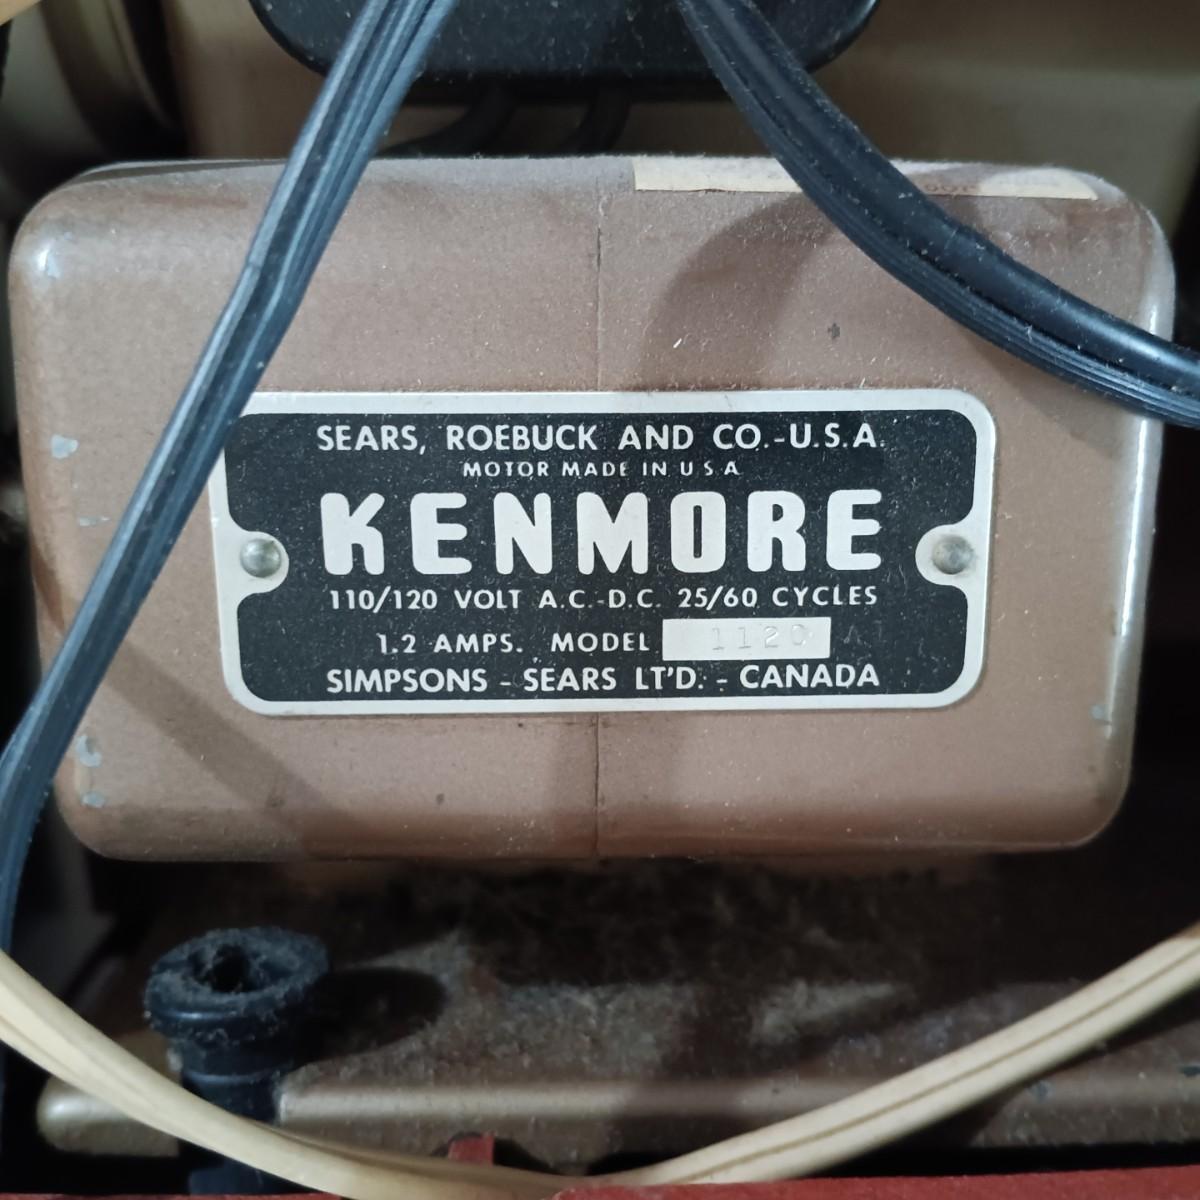 SEARS, ROEBUCK AND CO.-U.S.A.
MOTOR MADE IN U S A
KENMORE
110/120 VOLT A.C.-D.C. 25/60 CYCLES
1.2 AMPS. MODEL 1120
SIMPSONS - SEARS LT'D. - CANADA